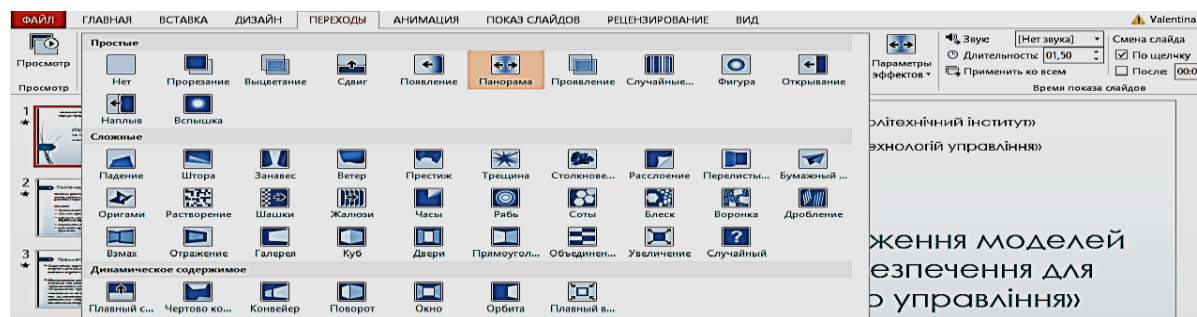 ФАЙЛ ГЛАВНАЯ ВСТАВКА ДИЗАЙН ПЕРЕХОДЫ АНИМАЦИЯ ПОКАЗ СЛАЙДОВ РЕЦЕНЗИРОВАНИЕ ВИД Valentina
Просмотр
Просмотр
Простые
Нет Прорезание Выцветание Сдвиг Появление Панорама Проявление Случайные... Фигура Открывание
Наплыв Вспышка
Сложные
Падение Штора Занавес Ветер Престиж Трещина Столкнове... Расслоение Перелисты... Бумажный ...
Оригами Растворение Шашки Жалюзи Часы Рябь Соты Блеск Воронка Дробление
Взмах Отражение Галерея Куб Двери Прямоугол... Объединен... Увеличение Случайный
Динамическое содержимое
Плавный с... Чертово ко... Конвейер Поворот Окно Орбита Плавный в...
Параметры эффектов
Звук: [Нет звука]
Длительность: 01,50
Применить ко всем
Смена слайда
По щелчку
После 00:0
Время показа слайдов
1
2
3
олітехнічний інститут»
ехнологій управління»
ження моделей
езпечення для
о управління»